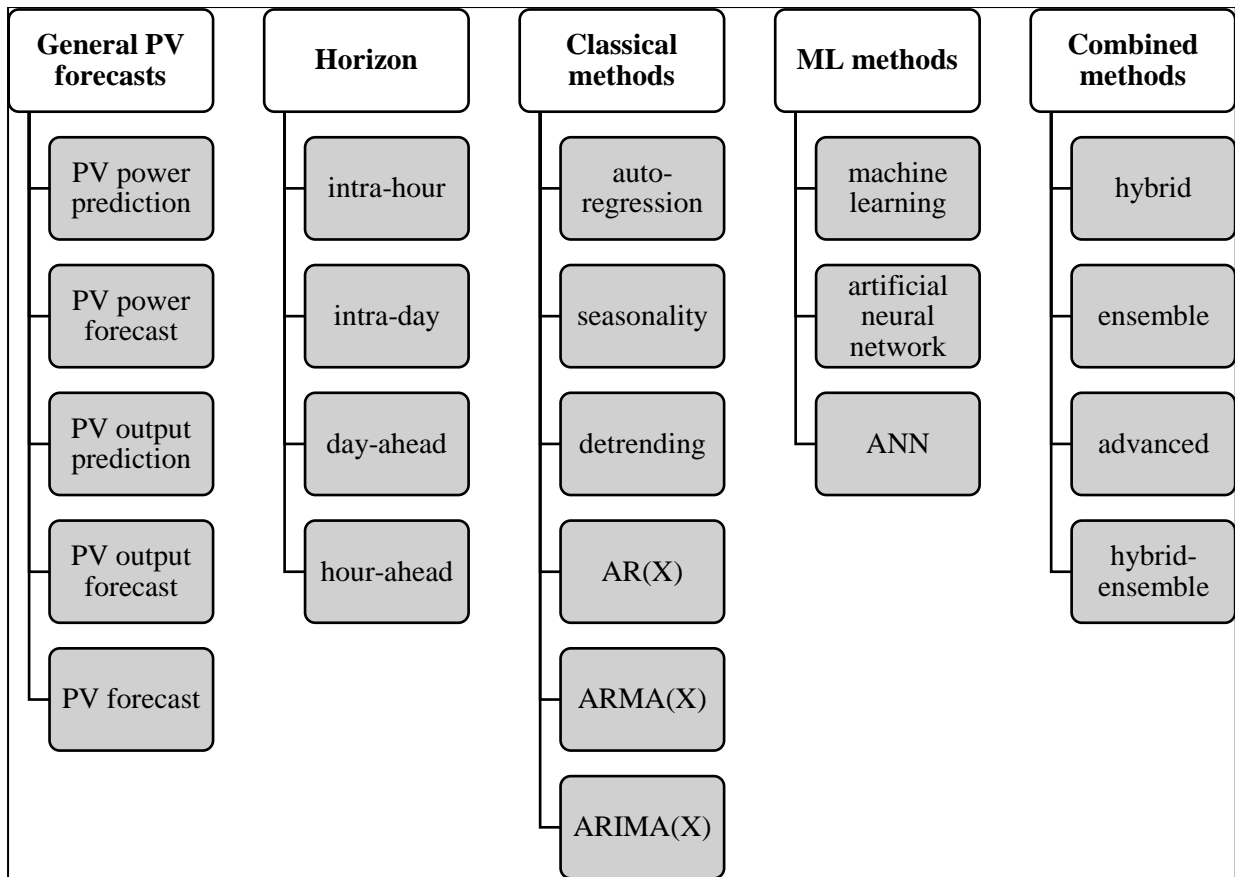 General PV
forecasts
PV power
prediction
PV power
forecast
PV output
prediction
PV output
forecast
PV forecast
Horizon
intra-hour
intra-day
day-ahead
hour-ahead
Classical
methods
auto-
regression
seasonality
detrending
AR(X)
ARMA(X)
ARIMA(X)
ML methods
machine
learning
artificial
neural
network
ANN
Combined
methods
hybrid
ensemble
advanced
hybrid-
ensemble